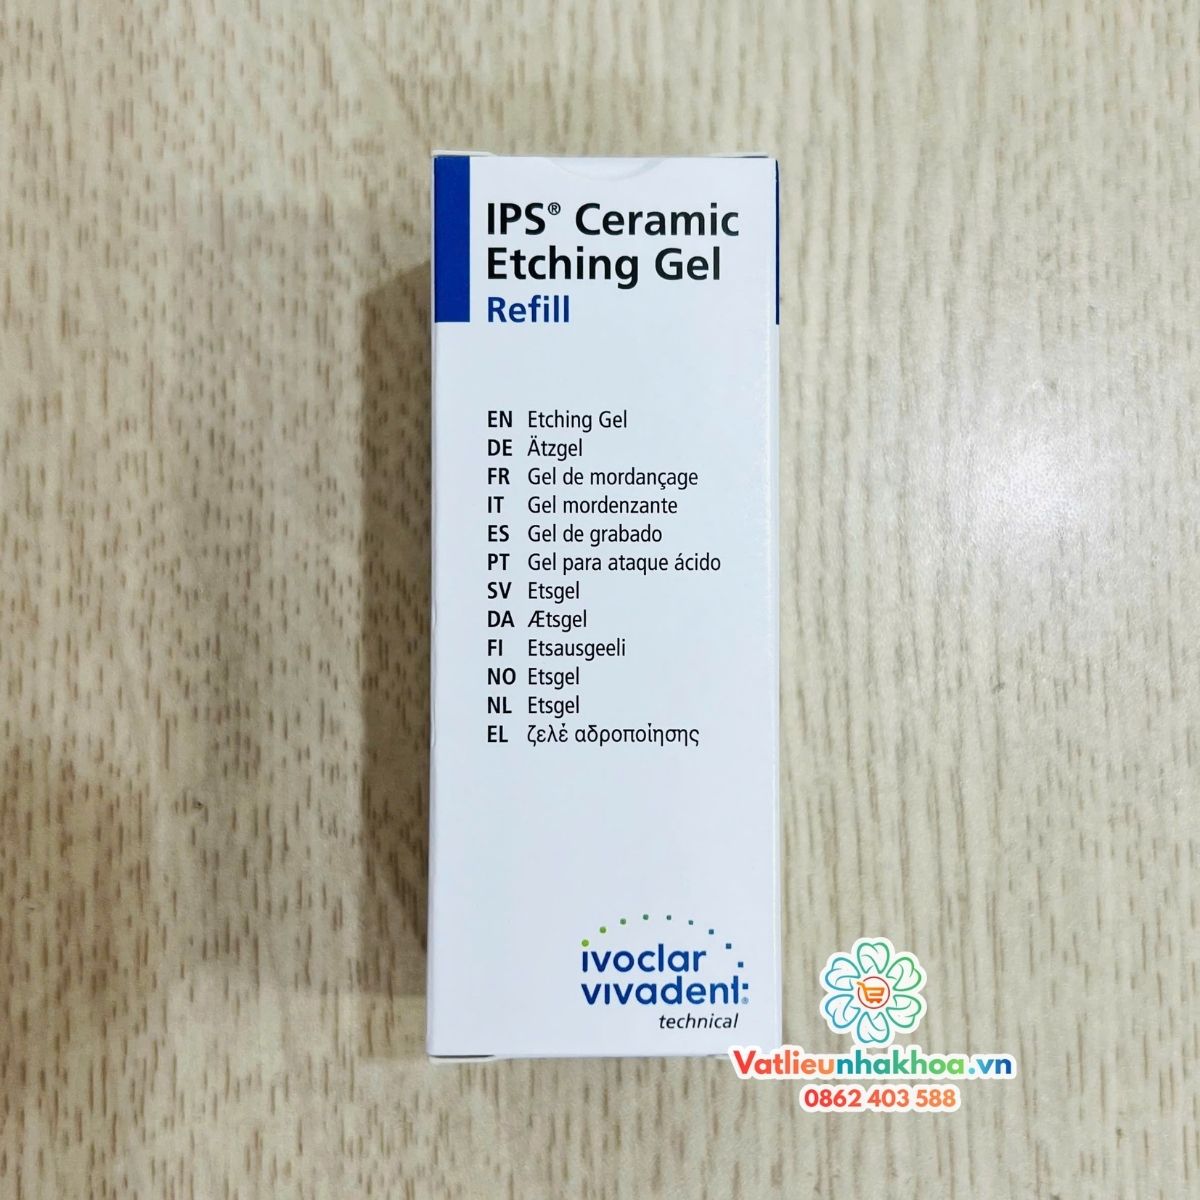 IPS® Ceramic
Etching Gel
Refill
EN Etching Gel
DE Ätzgel
FR Gel de mordançage
IT Gel mordenzante
ES Gel de grabado
PT Gel para ataque ácido
SV Etsgel
DA Ætsgel
FI Etsausgeeli
NO Etsgel
NL Etsgel
EL ζελέ αδροποίησης
ivoclar
vivadent®
technical
Vatlieunhakhoa.vn
0862 403 588